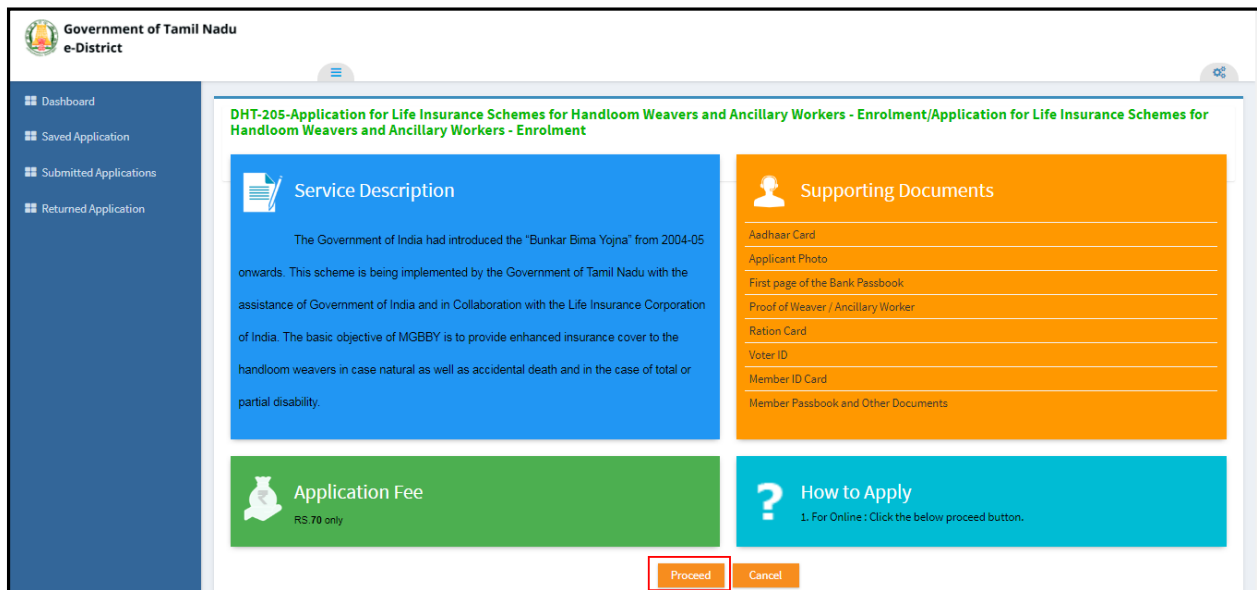 Government of Tamil Nadu
e-District
Dashboard
Saved Application
Submitted Applications
Returned Application
DHT-205-Application for Life Insurance Schemes for Handloom Weavers and Ancillary Workers - Enrolment/Application for Life Insurance Schemes for
Handloom Weavers and Ancillary Workers - Enrolment
Service Description
The Government of India had introduced the “Bunkar Bima Yojna” from 2004-05
onwards. This scheme is being implemented by the Government of Tamil Nadu with the
assistance of Government of India and in Collaboration with the Life Insurance Corporation
of India. The basic objective of MGBBY is to provide enhanced insurance cover to the
handloom weavers in case natural as well as accidental death and in the case of total or
partial disability.
Supporting Documents
Aadhaar Card
Applicant Photo
First page of the Bank Passbook
Proof of Weaver / Ancillary Worker
Ration Card
Voter ID
Member ID Card
Member Passbook and Other Documents
Application Fee
RS.70 only
How to Apply
1. For Online : Click the below proceed button.
Proceed
Cancel